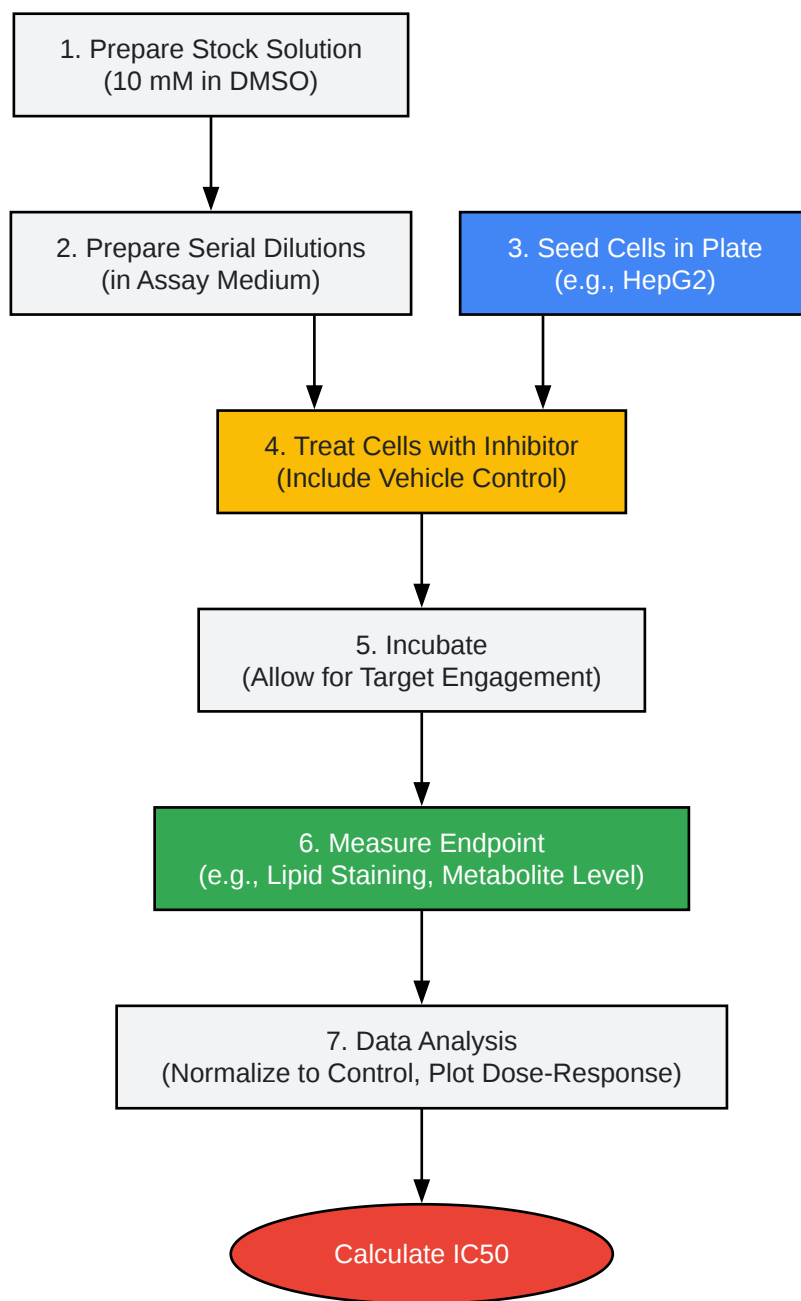 1. Prepare Stock Solution
(10 mM in DMSO)
2. Prepare Serial Dilutions
(in Assay Medium)
3. Seed Cells in Plate
(e.g., HepG2)
4. Treat Cells with Inhibitor
(Include Vehicle Control)
5. Incubate
(Allow for Target Engagement)
6. Measure Endpoint
(e.g., Lipid Staining, Metabolite Level)
7. Data Analysis
(Normalize to Control, Plot Dose-Response)
Calculate IC50